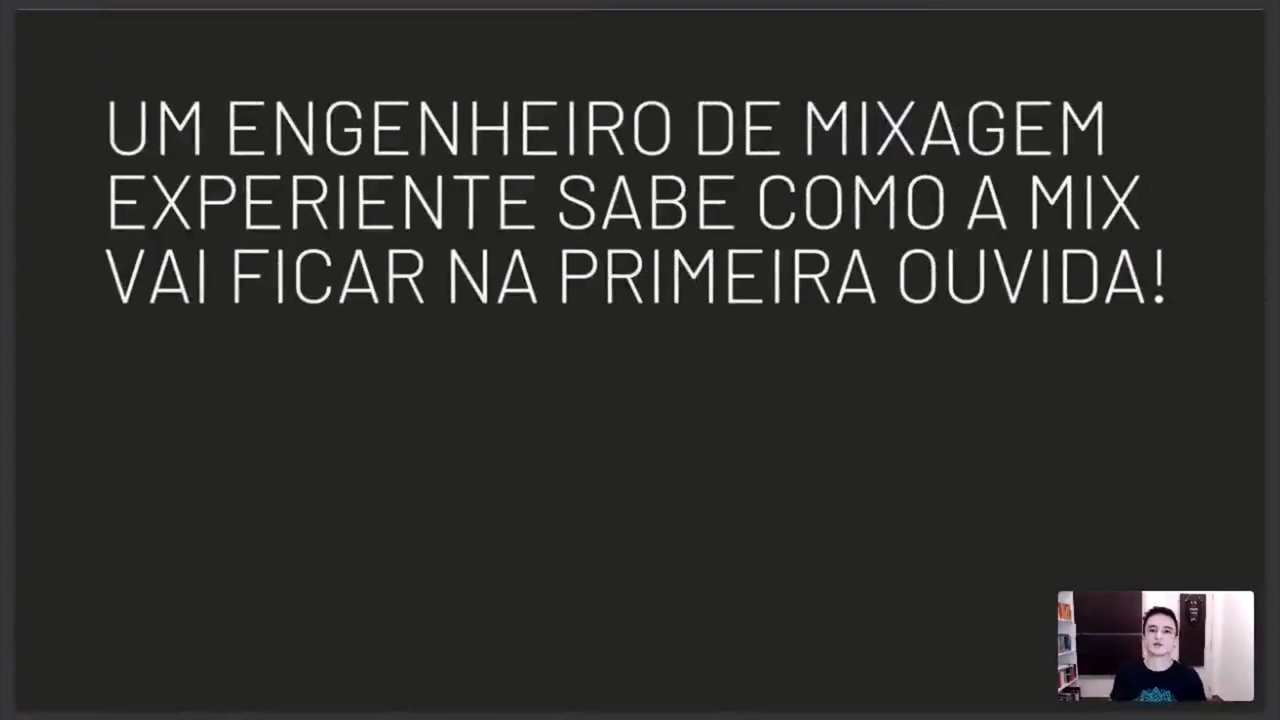 UM ENGENHEIRO DE MIXAGEM
EXPERIENTE SABE COMO A MIX
VAI FICAR NA PRIMEIRA OUVIDA!